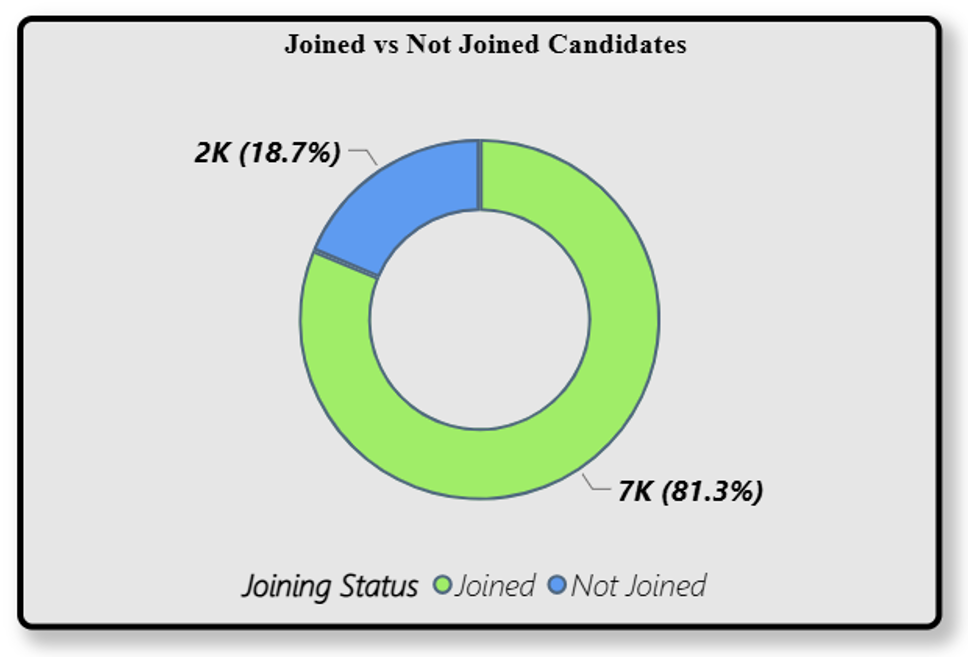 Joined vs Not Joined Candidates
2K (18.7%)
7K (81.3%)
Joining Status Joined Not Joined